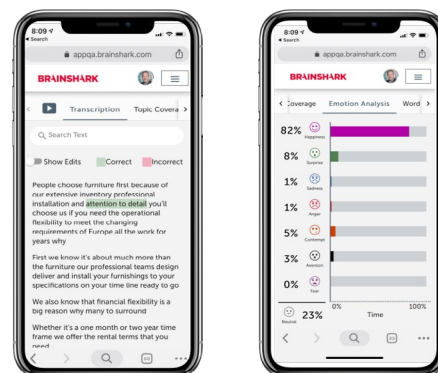 8:09
Search
appqa.brainshark.com
BRAINSHARK
Transcription Topic Covera
Search Text
Show Edits Correct Incorrect
People choose furniture first because of
our extensive inventory professional
installation and attention to detail you'll
choose us if you need the operational
flexibility to meet the changing
requirements of Europe all the work for
years why
First we know it's about much more than
the furniture our professional teams design
deliver and install your furnishings to your
specifications on your time line ready to go
We also know that financial flexibility is a
big reason why many to surround
Whether it's a one month or two year time
frame we offer the rental terms that you
need
8:09
Search
appqa.brainshark.com
BRAINSHARK
Coverage Emotion Analysis Word
82% Happiness
8% Surprise
1% Sadness
1% Anger
5% Contempt
3% Aversion
0% Fear
Neutral 23%
0% Time 100%